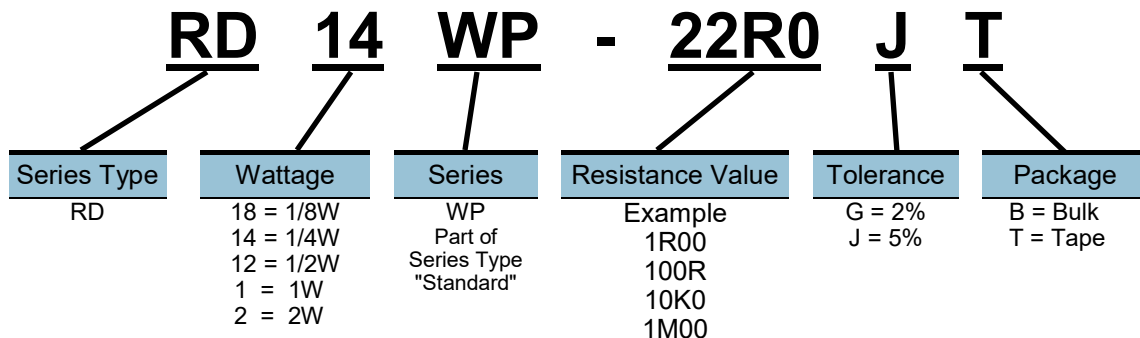 RD 14 WP - 22R0 J T
Series Type
RD
Wattage
18 = 1/8W
14 = 1/4W
12 = 1/2W
1 = 1W
2 = 2W
Series
WP
Part of
Series Type
"Standard"
Resistance Value
Example
1R00
100R
10K0
1M00
Tolerance
G = 2%
J = 5%
Package
B = Bulk
T = Tape